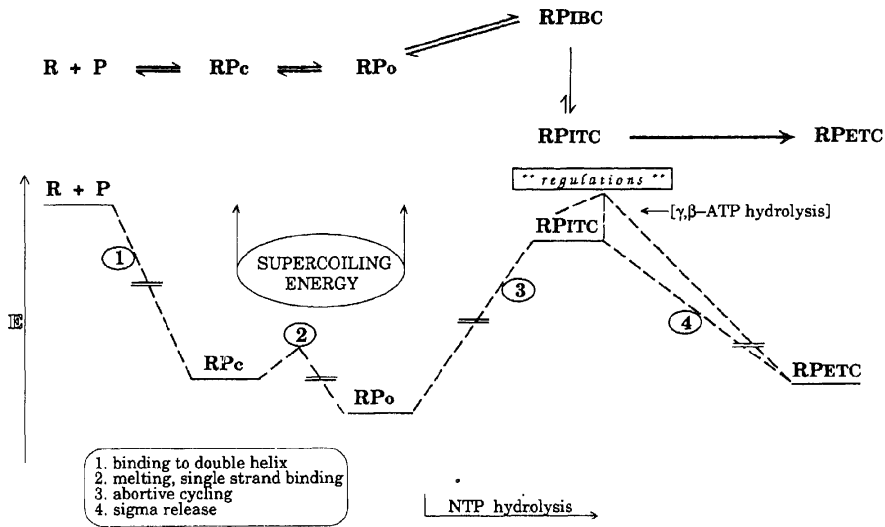 RPIBC
R + P ⇌ RPc ⇌ RPo
RPITC → RPETC
" regulations "
R + P
[γ,β–ATP hydrolysis]
RPITC
1
SUPERCOILING
ENERGY
3
E
2
4
RPc
RPETC
RPo
1. binding to double helix
2. melting, single strand binding
3. abortive cycling
4. sigma release
NTP hydrolysis